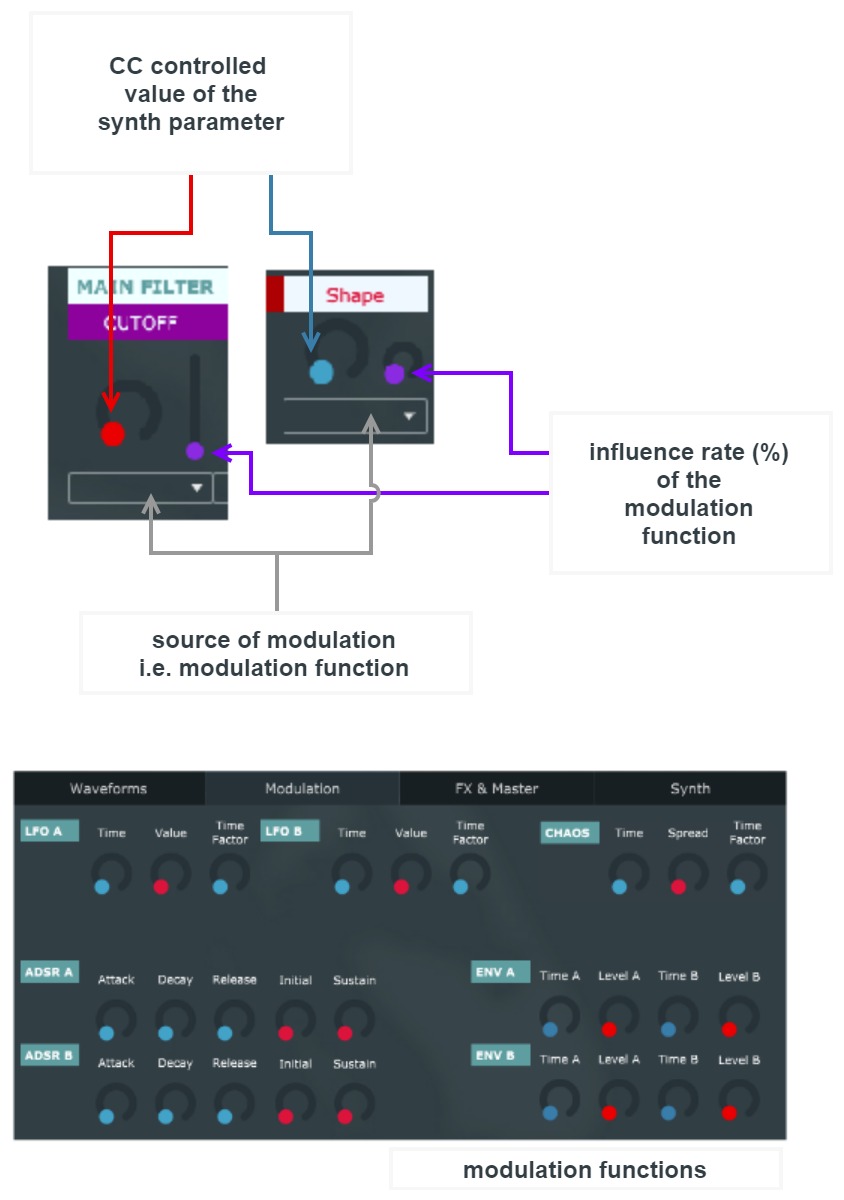 CC controlled
value of the
synth parameter
MAIN FILTER
CUTOFF
Shape
influence rate (%)
of the
modulation
function
source of modulation
i.e. modulation function
Waveforms Modulation FX & Master Synth
LFO A Time Value Time Factor LFO B Time Value Time Factor CHAOS Time Spread Time Factor
ADSR A Attack Decay Release Initial Sustain ENV A Time A Level A Time B Level B
ADSR B Attack Decay Release Initial Sustain ENV B Time A Level A Time B Level B
modulation functions